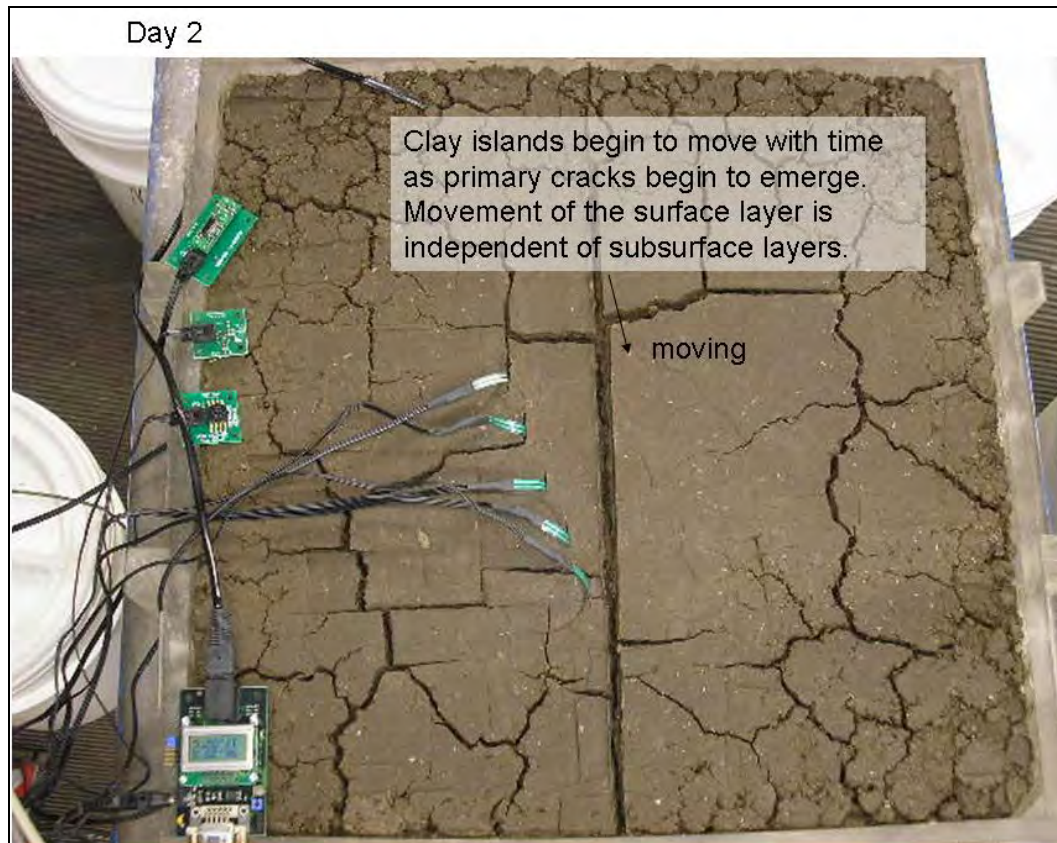 Day 2
Clay islands begin to move with time
as primary cracks begin to emerge.
Movement of the surface layer is
independent of subsurface layers.
moving